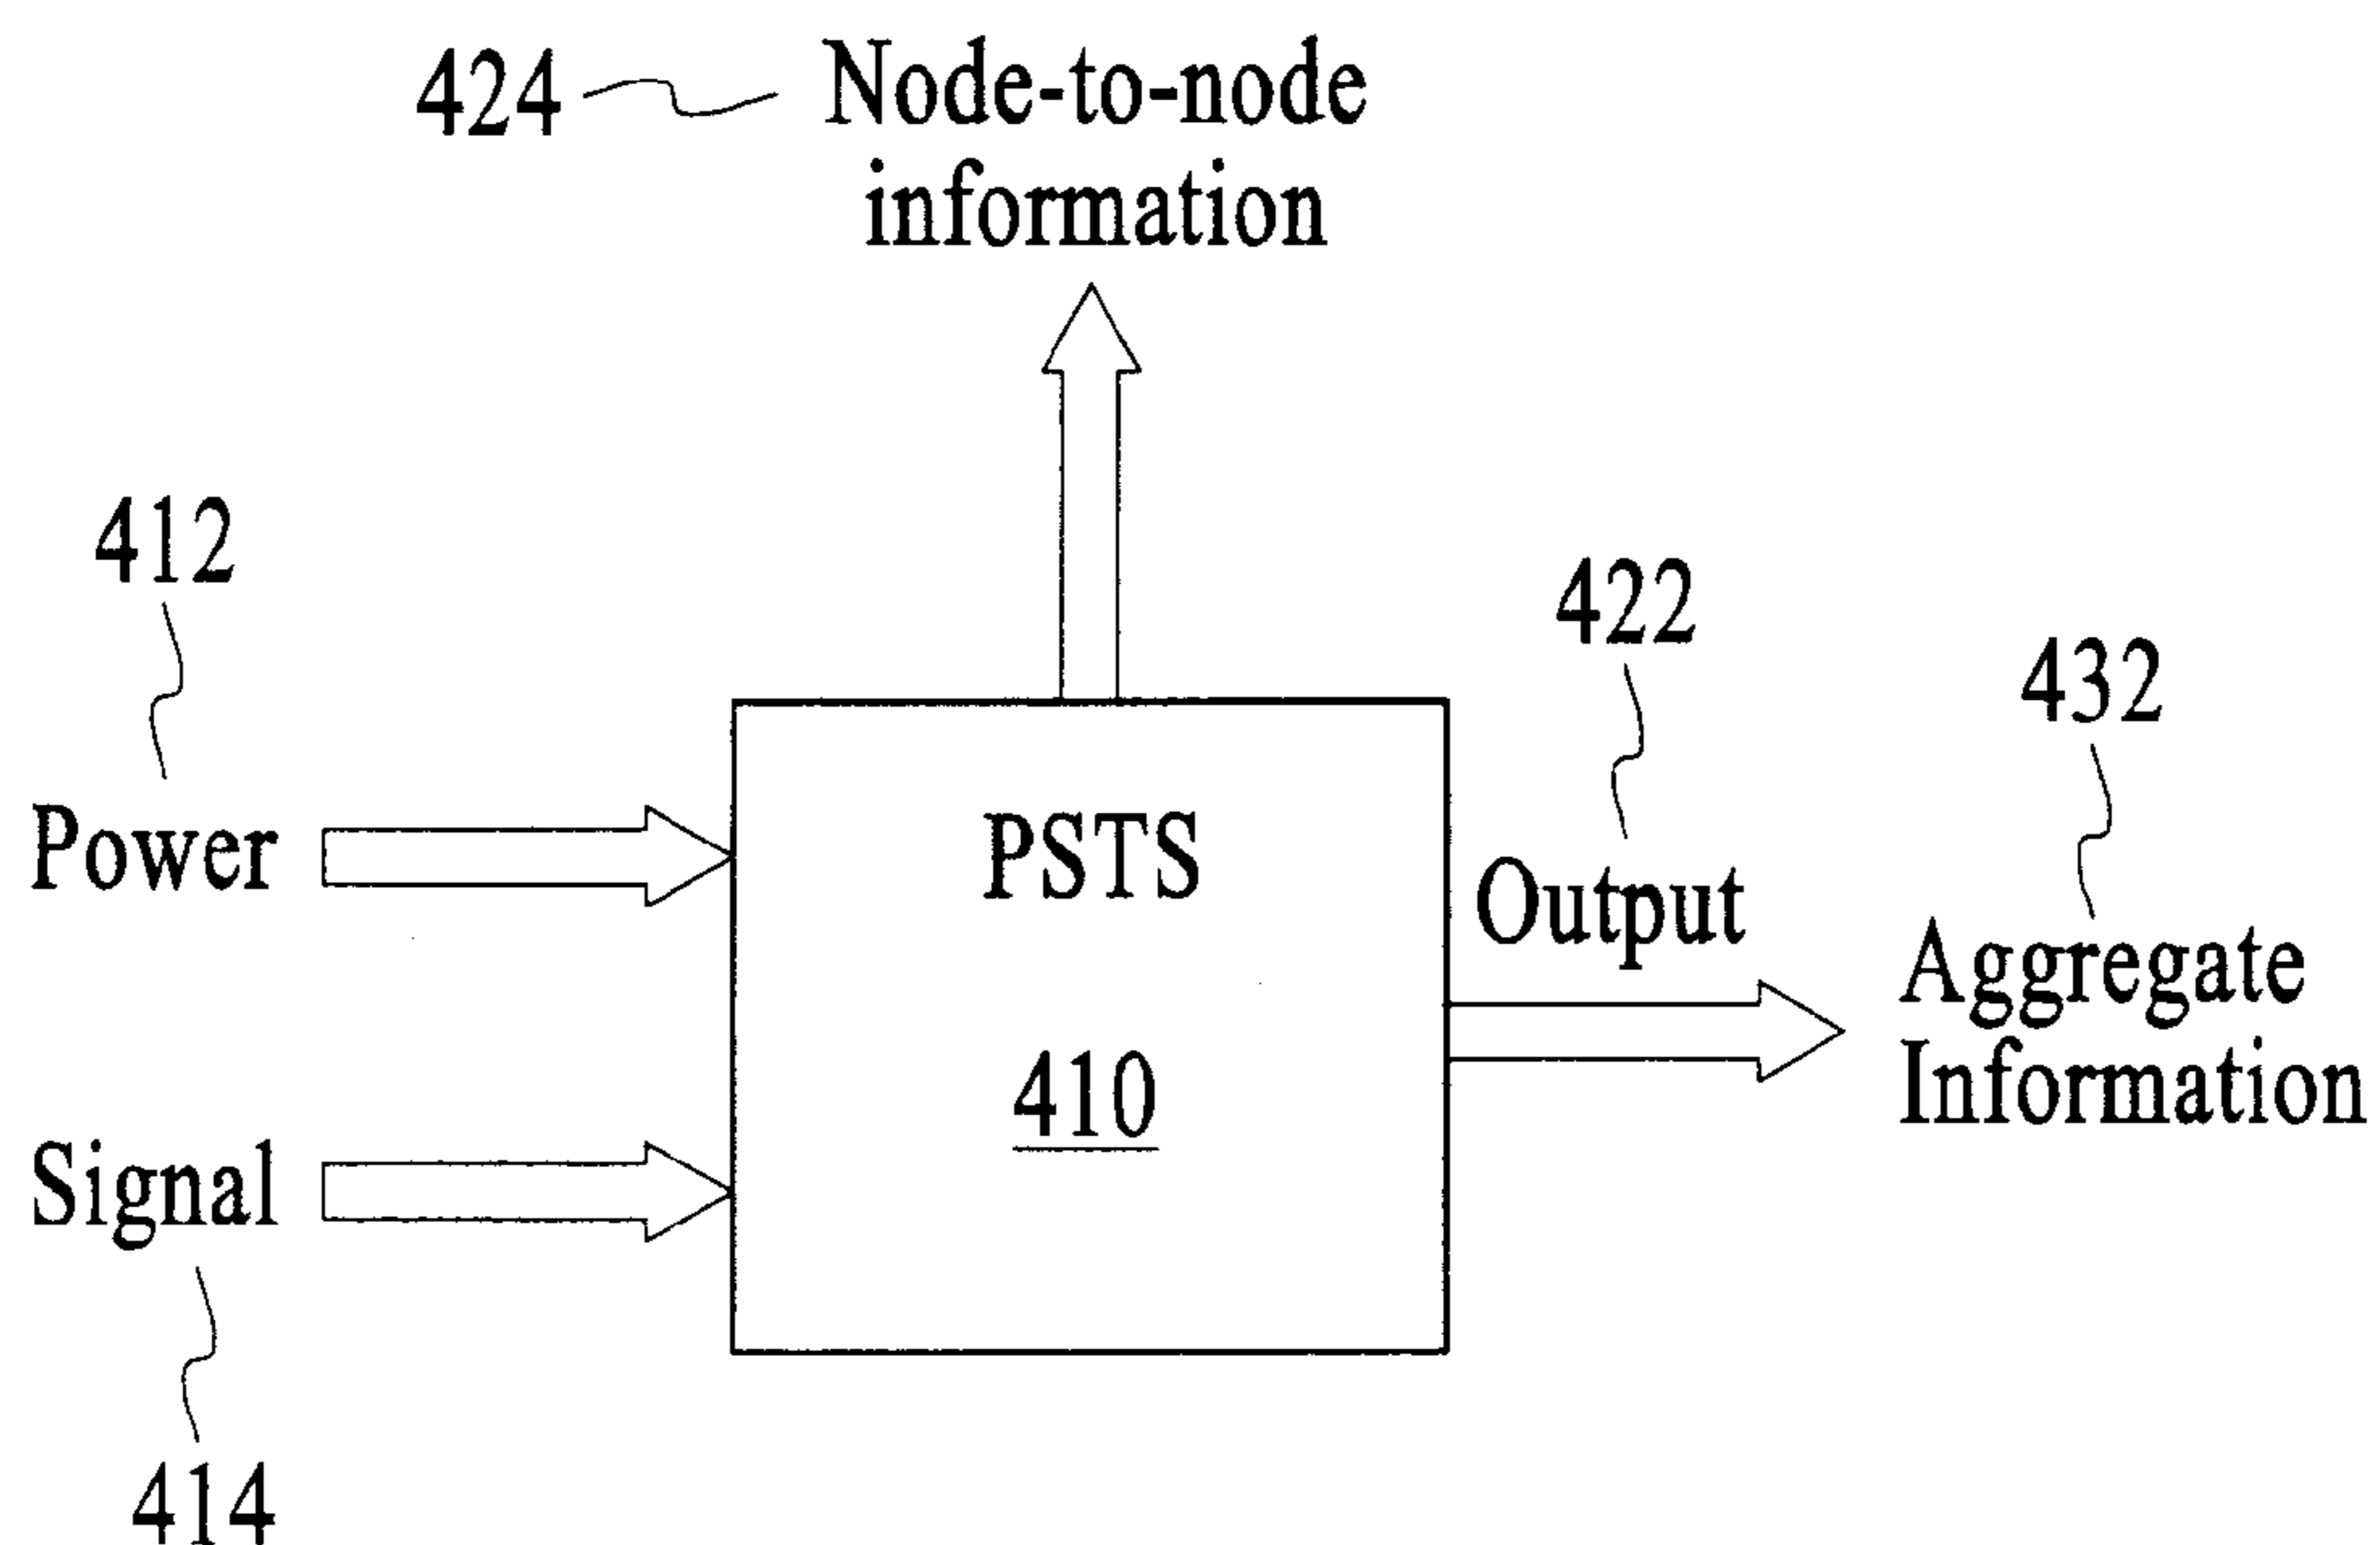 424
Node-to-node
information
412
422
432
Power
PSTS
Output
Aggregate
Information
410
Signal
414